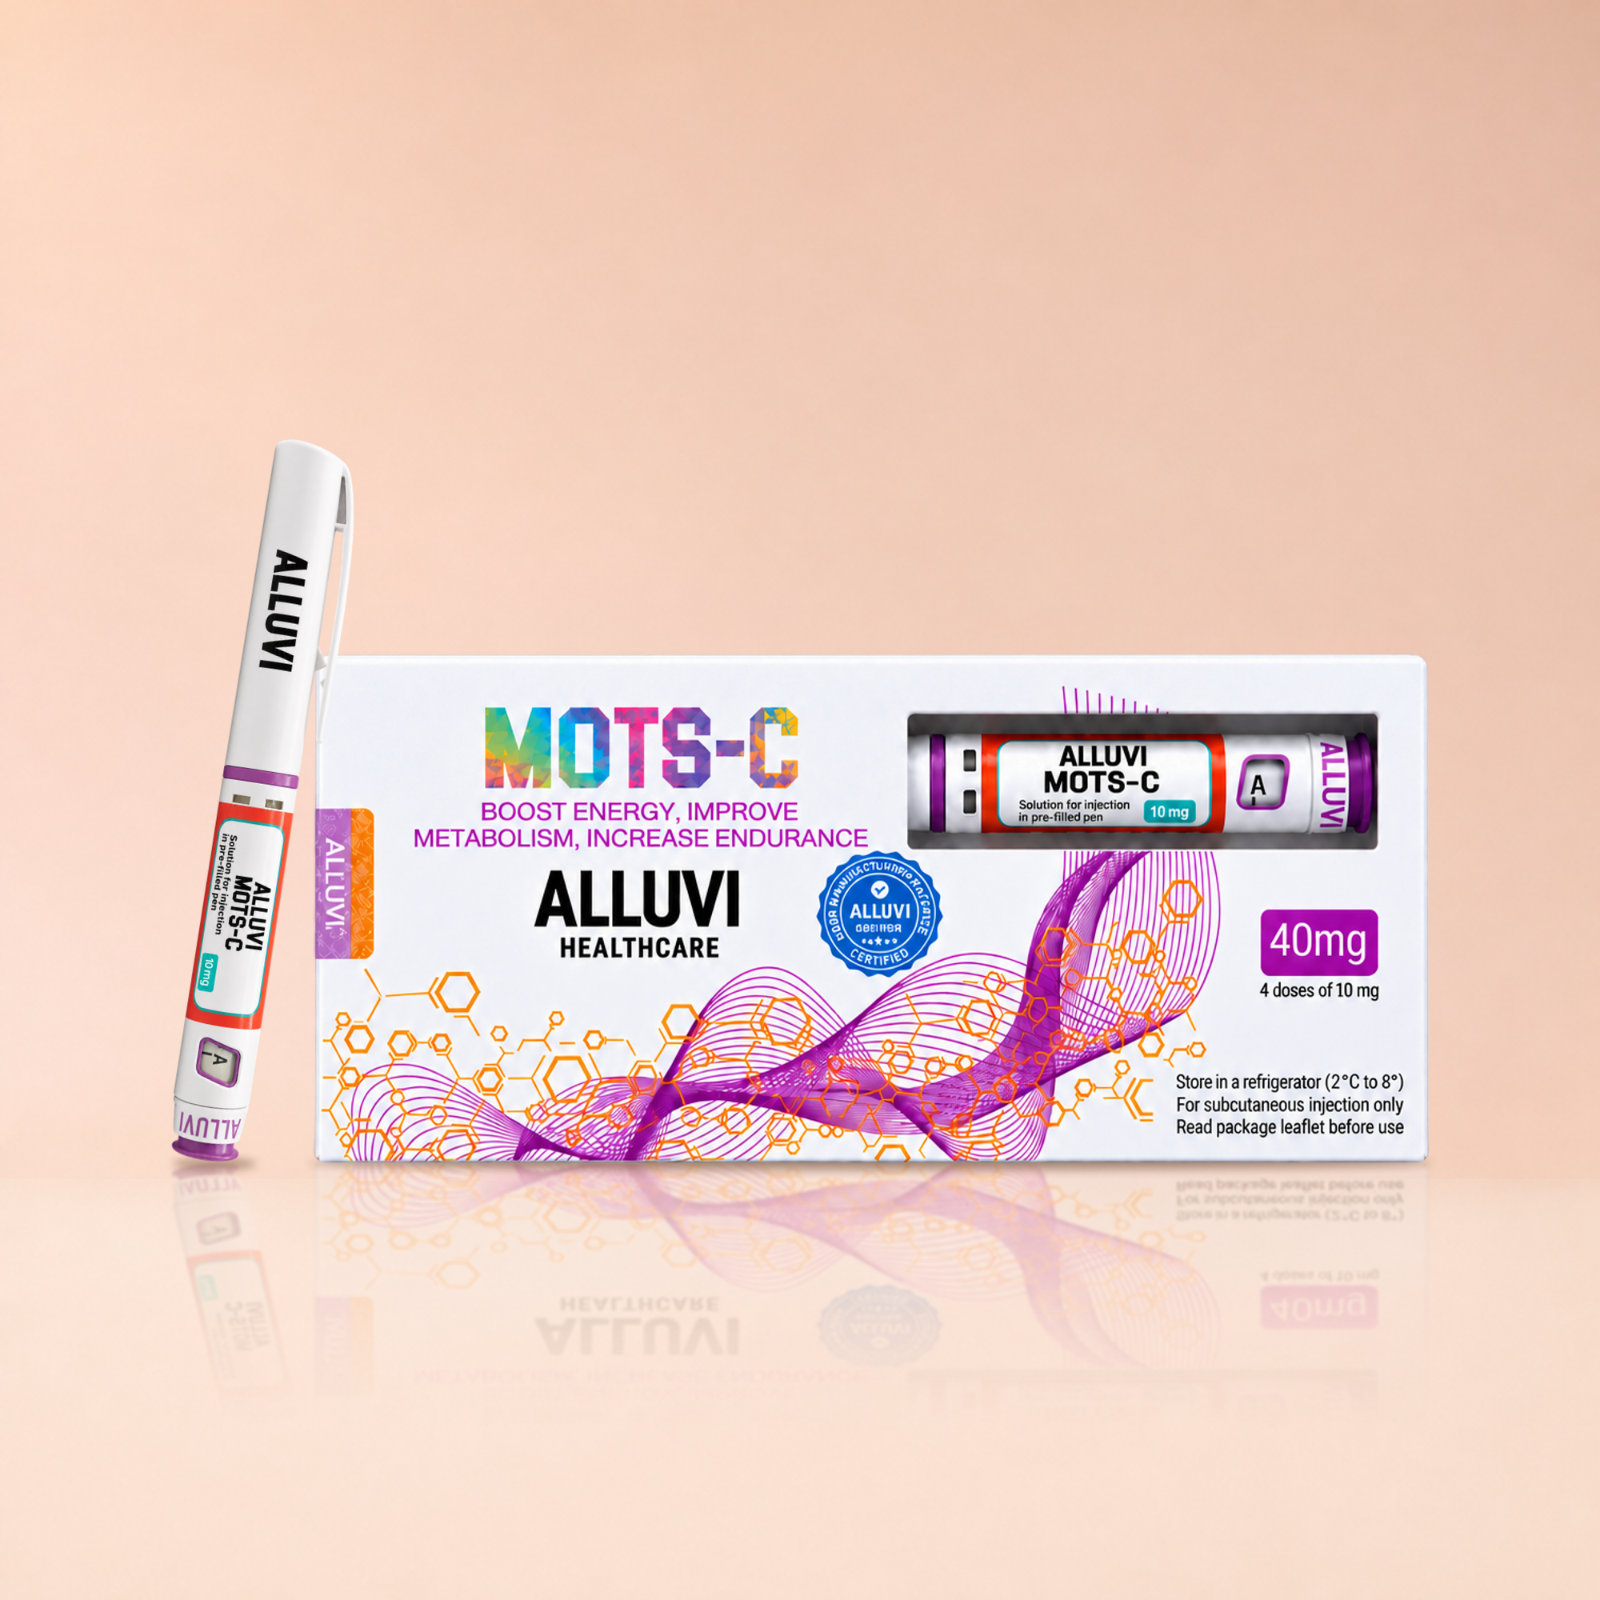 ALLUVI
ALLUVI
MOTS-C
Solution for injection
in pre-filled pen
10 mg
A
ALLUVI
ALLUVI
MOTS-C
BOOST ENERGY, IMPROVE
METABOLISM, INCREASE ENDURANCE
ALLUVI
HEALTHCARE
ALLUVI
CERTIFIED
ALLUVI
MOTS-C
Solution for injection
in pre-filled pen
10 mg
A
ALLUVI
40mg
4 doses of 10 mg
Store in a refrigerator (2°C to 8°)
For subcutaneous injection only
Read package leaflet before use